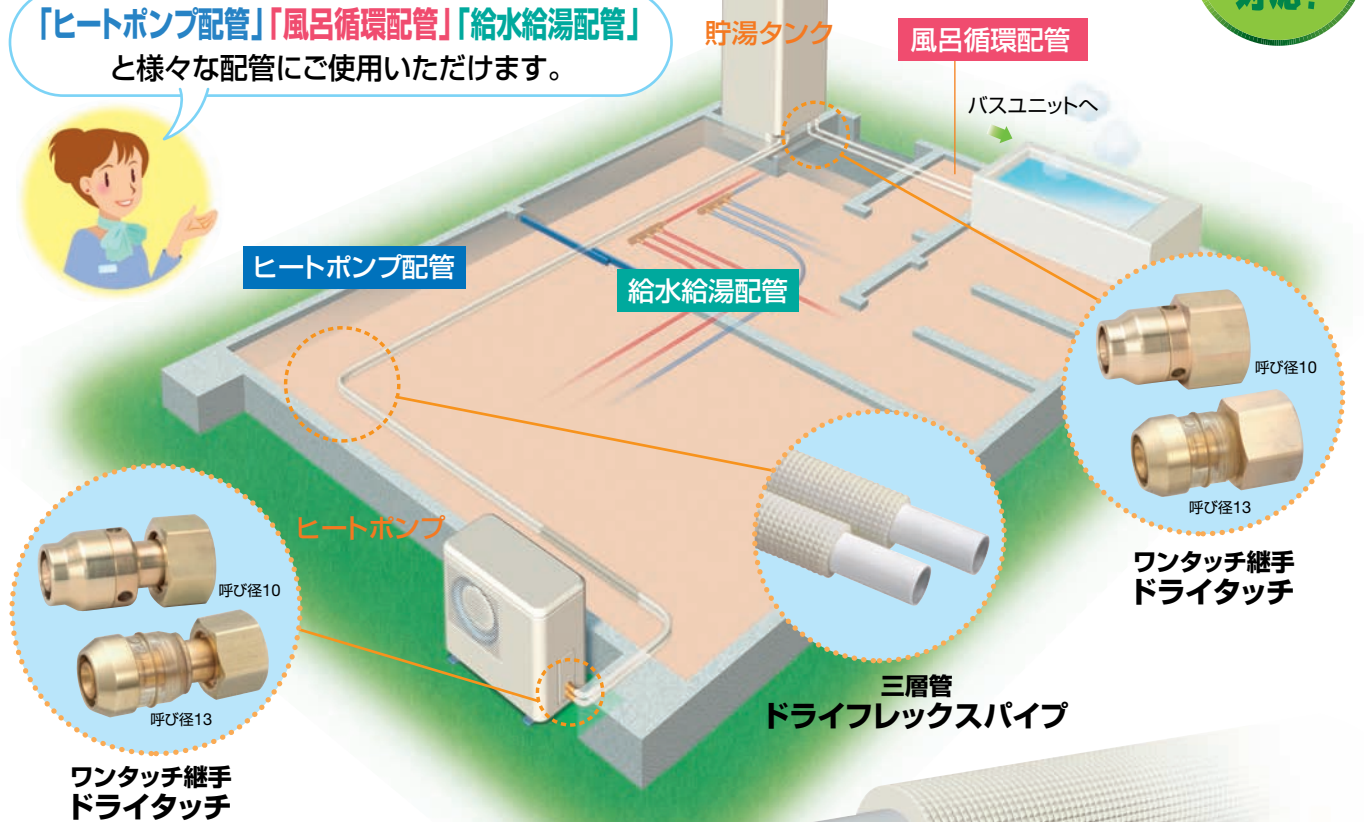 「ヒートポンプ配管」「風呂循環配管」「給水給湯配管」
と様々な配管にご使用いただけます。
貯湯タンク
風呂循環配管
バスユニットへ
ヒートポンプ配管
給水給湯配管
呼び径10
呼び径13
ワンタッチ継手
ドライタッチ
ヒートポンプ
呼び径10
呼び径13
ワンタッチ継手
ドライタッチ
三層管
ドライフレックスパイプ